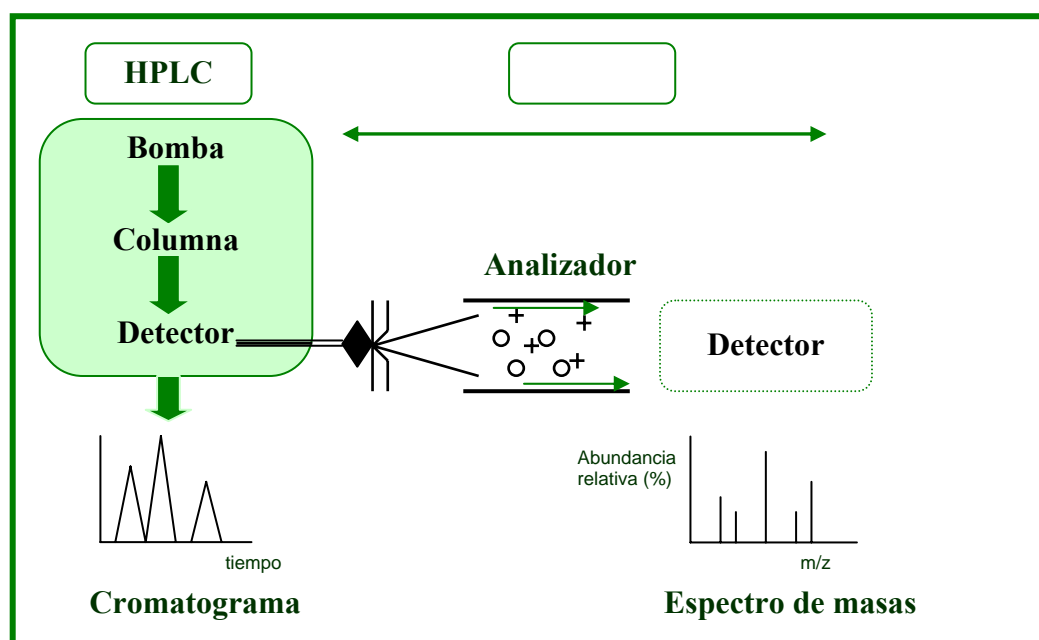 HPLC
Bomba
Columna
Detector
Analizador
Detector
Abundancia
relativa (%)
tiempo
m/z
Cromatograma
Espectro de masas